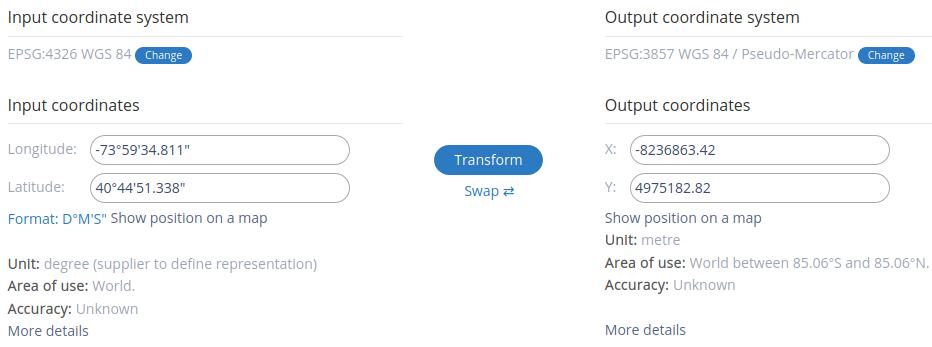 Input coordinate system
EPSG:4326 WGS 84 Change
Input coordinates
Longitude: -73°59'34.811"
Latitude: 40°44'51.338"
Format: D°M'S" Show position on a map
Unit: degree (supplier to define representation)
Area of use: World.
Accuracy: Unknown
More details
Transform
Swap ⇄
Output coordinate system
EPSG:3857 WGS 84 / Pseudo-Mercator Change
Output coordinates
X: -8236863.42
Y: 4975182.82
Show position on a map
Unit: metre
Area of use: World between 85.06°S and 85.06°N.
Accuracy: Unknown
More details